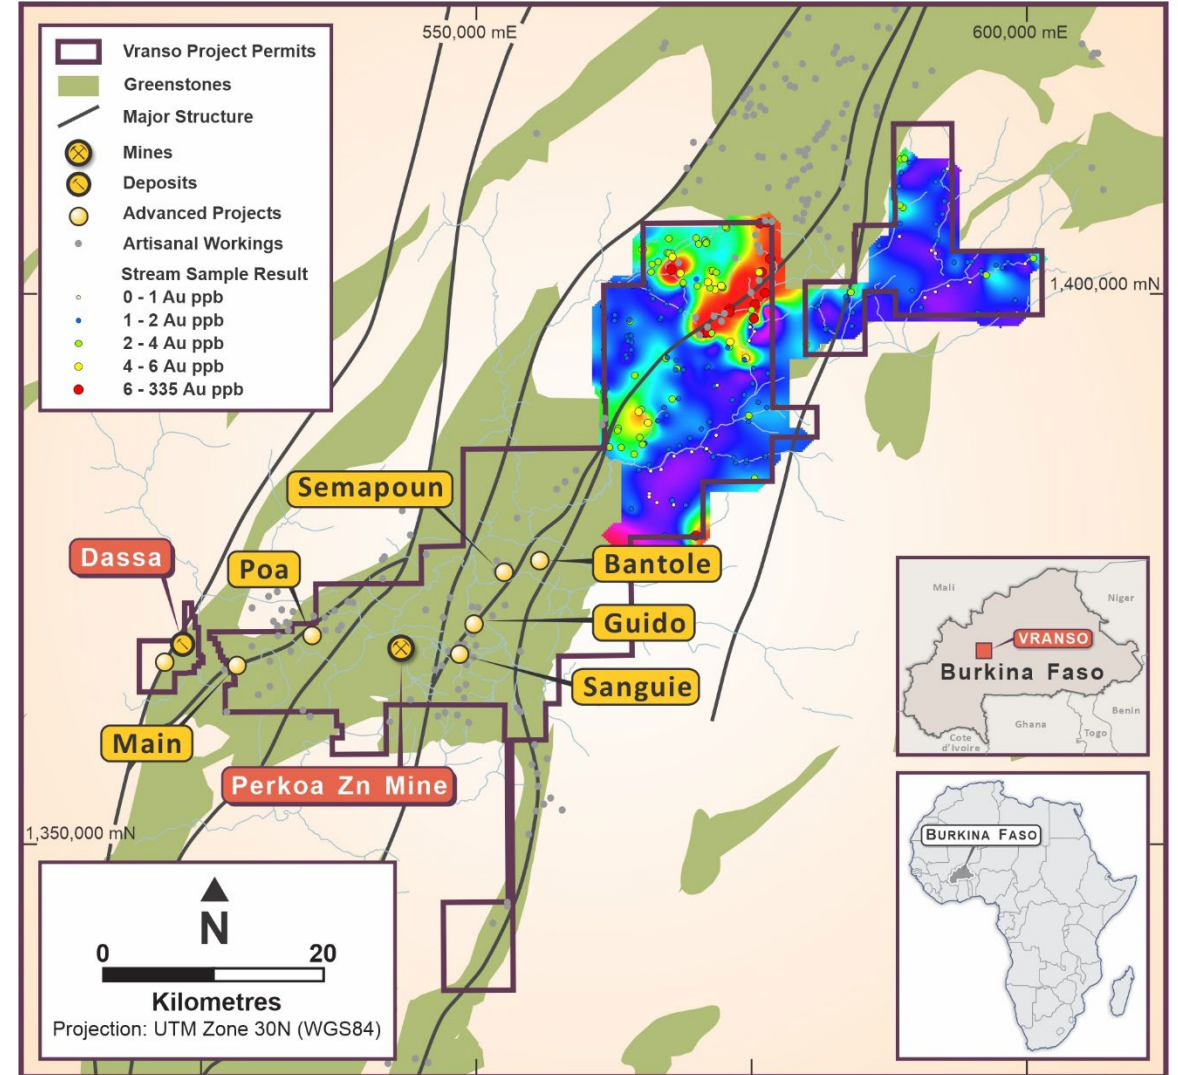 550,000 mE
600,000 mE
Vranso Project Permits
Greenstones
Major Structure
Mines
Deposits
Advanced Projects
Artisanal Workings
Stream Sample Result
0 - 1 Au ppb
1 - 2 Au ppb
2 - 4 Au ppb
4 - 6 Au ppb
6 - 335 Au ppb
1,400,000 mN
Semapoun
Dassa
Poa
Bantole
Guido
Sanguie
Main
Perkoa Zn Mine
1,350,000 mN
N
0
20
Kilometres
Projection: UTM Zone 30N (WGS84)
Mali
Niger
VRANSO
Burkina Faso
Benin
Ghana
Togo
Cote
d'Ivoire
BURKINA FASO